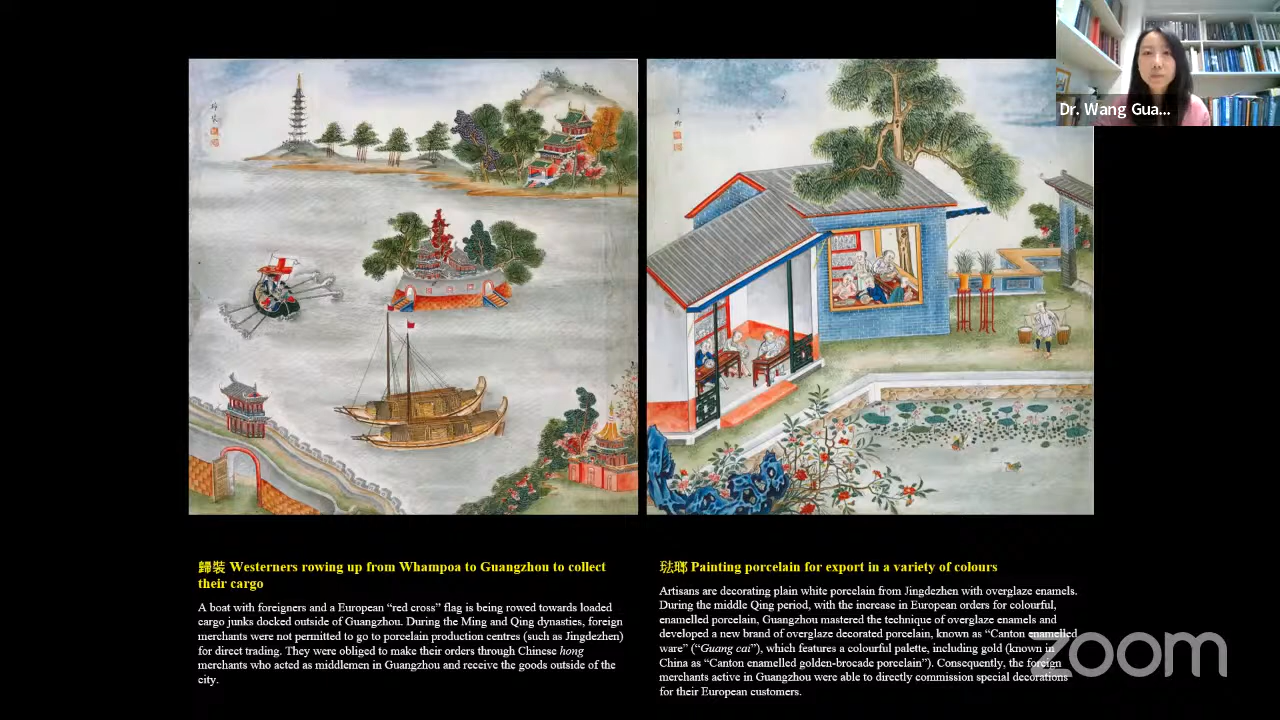 Dr. Wang Gua...
歸裝 Westerners rowing up from Whampoa to Guangzhou to collect
their cargo
A boat with foreigners and a European “red cross” flag is being rowed towards loaded
cargo junks docked outside of Guangzhou. During the Ming and Qing dynasties, foreign
merchants were not permitted to go to porcelain production centres (such as Jingdezhen)
for direct trading. They were obliged to make their orders through Chinese hong
merchants who acted as middlemen in Guangzhou and receive the goods outside of the
city.
琺瑯 Painting porcelain for export in a variety of colours
Artisans are decorating plain white porcelain from Jingdezhen with overglaze enamels.
During the middle Qing period, with the increase in European orders for colourful,
enamelled porcelain, Guangzhou mastered the technique of overglaze enamels and
developed a new brand of overglaze decorated porcelain, known as “Canton enamelled
ware” (“Guang cai”), which features a colourful palette, including gold (known in
China as “Canton enamelled golden-brocade porcelain”). Consequently, the foreign
merchants active in Guangzhou were able to directly commission special decorations
for their European customers.
zoom